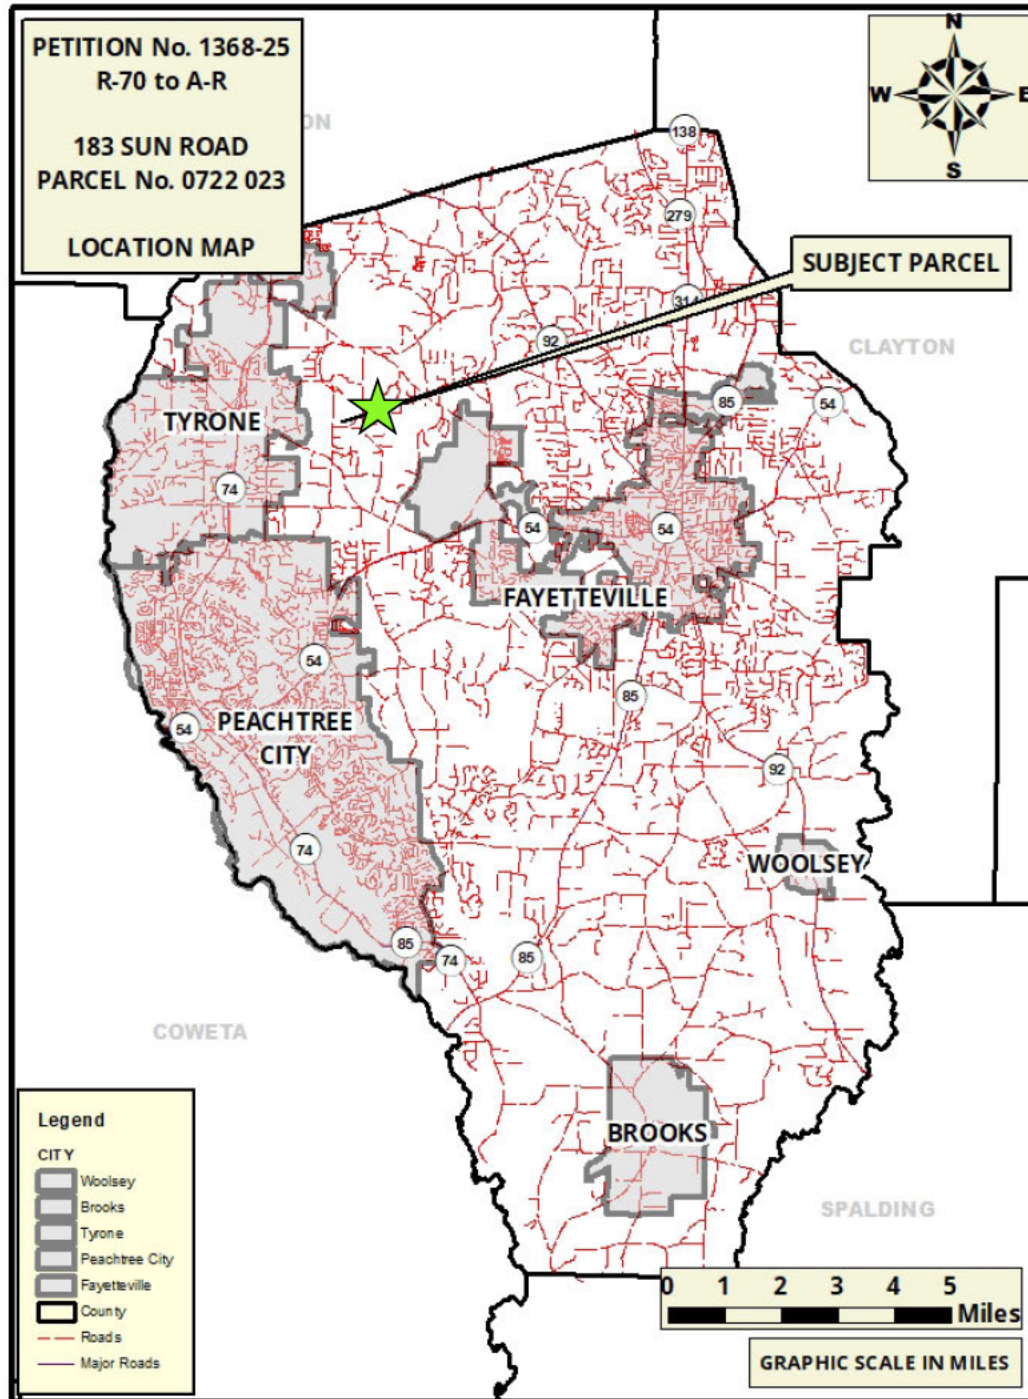 PETITION No. 1368-25
R-70 to A-R
183 SUN ROAD
PARCEL No. 0722 023
LOCATION MAP
N
W
E
S
ON
138
279
SUBJECT PARCEL
314
92
CLAYTON
85
54
TYRONE
74
54
54
FAYETTEVILLE
54
85
54
PEACHTREE
CITY
92
74
WOOLSEY
85
74
85
COWETA
BROOKS
SPALDING
Legend
CITY
Woolsey
Brooks
Tyrone
Peachtree City
Fayetteville
County
Roads
Major Roads
0 1 2 3 4 5
Miles
GRAPHIC SCALE IN MILES